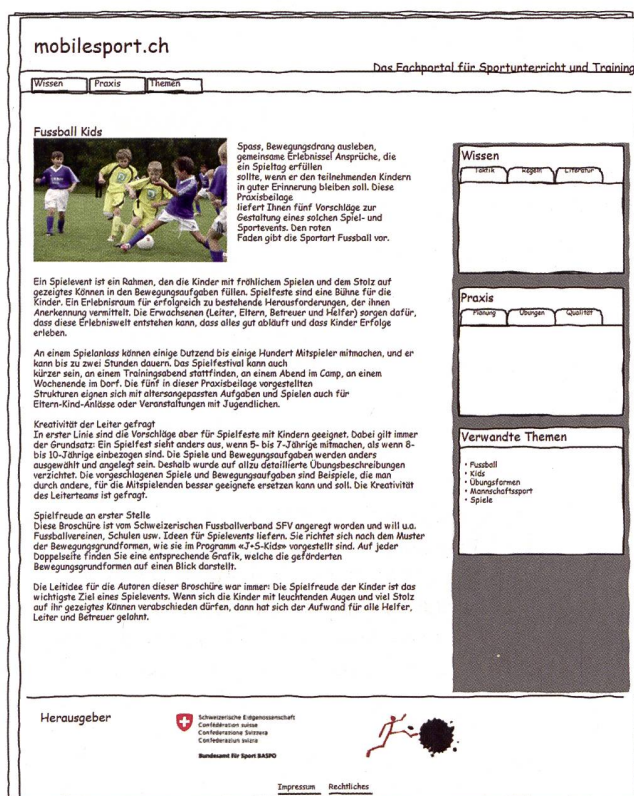 mobilesport.ch
Das Fachportal für Sportunterricht und Training
Wissen Praxis Themen
Fussball Kids
Spass, Bewegungsdrang ausleben,
gemeinsame Erlebnisse! Ansprüche, die
ein Spieltag erfüllen
sollte, wenn er den teilnehmenden Kindern
in guter Erinnerung bleiben soll. Diese
Praxisbeilage
liefert Ihnen fünf Vorschläge zur
Gestaltung eines solchen Spiel- und
Sportevents. Den roten
Faden gibt die Sportart Fussball vor.
Ein Spielevent ist ein Rahmen, den die Kinder mit fröhlichem Spielen und dem Stolz auf
gezeigtes Können in den Bewegungsaufgaben füllen. Spielfeste sind eine Bühne für die
Kinder. Ein Erlebnisraum für erfolgreich zu bestehende Herausforderungen, der ihnen
Anerkennung vermittelt. Die Erwachsenen (Leiter, Eltern, Betreuer und Helfer) sorgen dafür,
dass diese Erlebniswelt entstehen kann, dass alles gut abläuft und dass Kinder Erfolge
erleben.
An einem Spielanlass können einige Dutzend bis einige Hundert Mitspieler mitmachen, und er
kann bis zu zwei Stunden dauern. Das Spielfestival kann auch
kürzer sein, an einem Trainingsabend stattfinden, an einem Abend im Camp, an einem
Wochenende im Dorf. Die fünf in dieser Praxisbeilage vorgestellten
Strukturen eignen sich mit altersangepassten Aufgaben und Spielen auch für
Eltern-Kind-Anlässe oder Veranstaltungen mit Jugendlichen.
Kreativität der Leiter gefragt
In erster Linie sind die Vorschläge aber für Spielfeste mit Kindern geeignet. Dabei gilt immer
der Grundsatz: Ein Spielfest sieht anders aus, wenn 5- bis 7-Jährige mitmachen, als wenn 8-
bis 10-Jährige einbezogen sind. Die Spiele und Bewegungsaufgaben werden anders
ausgewählt und angelegt sein. Deshalb wurde auf allzu detaillierte Übungsbeschreibungen
verzichtet. Die vorgeschlagenen Spiele und Bewegungsaufgaben sind Beispiele, die man
durch andere, für die Mitspielenden besser geeignete ersetzen kann und soll. Die Kreativität
des Leiterteams ist gefragt.
Spielfreude an erster Stelle
Diese Broschüre ist vom Schweizerischen Fussballverband SFV angeregt worden und will u.a.
Fussballvereinen, Schulen usw. Ideen für Spielevents liefern. Sie richtet sich nach dem Muster
der Bewegungsgrundformen, wie sie im Programm «J+S-Kids» vorgestellt sind. Auf jeder
Doppelseite finden Sie eine entsprechende Grafik, welche die geförderten
Bewegungsgrundformen auf einen Blick darstellt.
Die Leitidee für die Autoren dieser Broschüre war immer: Die Spielfreude der Kinder ist das
wichtigste Ziel eines Spielevents. Wenn sich die Kinder mit leuchtenden Augen und viel Stolz
auf ihr gezeigtes Können verabschieden dürfen, dann hat sich der Aufwand für alle Helfer,
Leiter und Betreuer gelohnt.
Wissen
Taktik Regeln Literatur
Praxis
Planung Übungen Qualität
Verwandte Themen
• Fussball
• Kids
• Übungsformen
• Mannschaftssport
• Spiele
Herausgeber
Schweizerische Eidgenossenschaft
Confédération suisse
Confederazione Svizzera
Confederaziun svizra
Bundesamt für Sport BASPO
Impressum Rechtliches